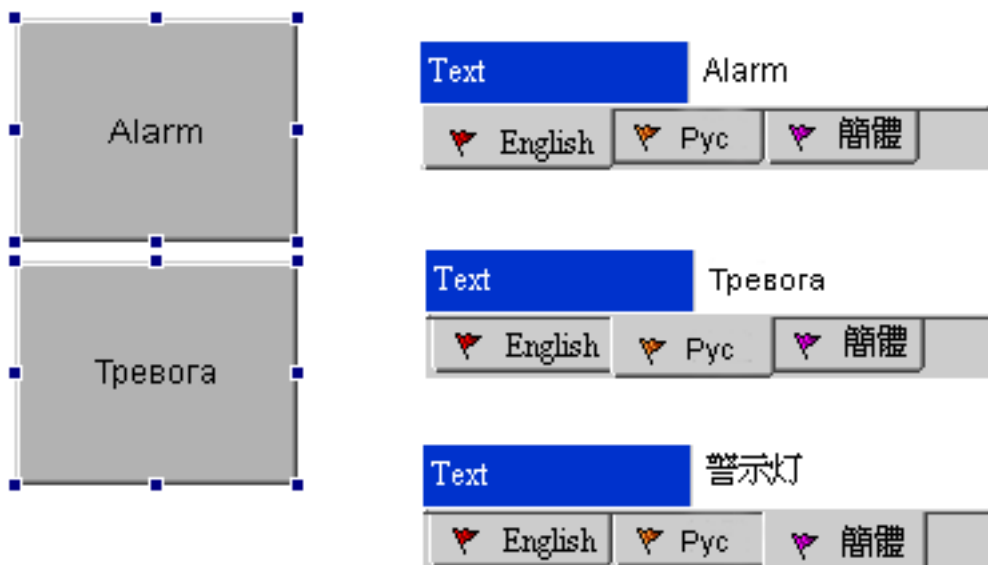 Alarm
Тревога
Text Alarm
English Рус 簡體
Text Тревога
English Рус 簡體
Text 警示灯
English Рус 簡體